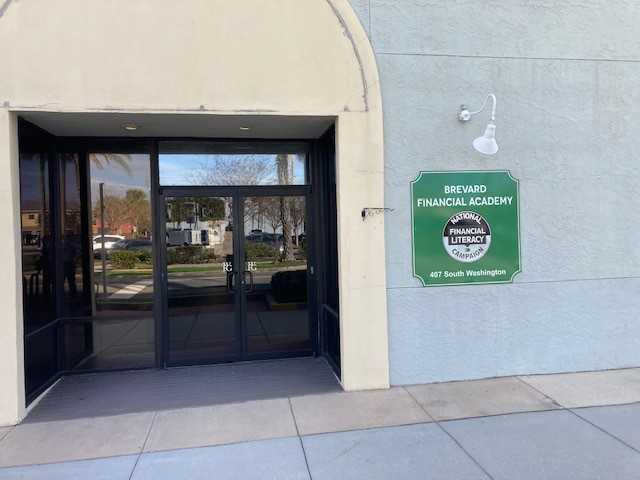 BREVARD
FINANCIAL ACADEMY
NATIONAL
FINANCIAL
LITERACY
CAMPAIGN
407 South Washington